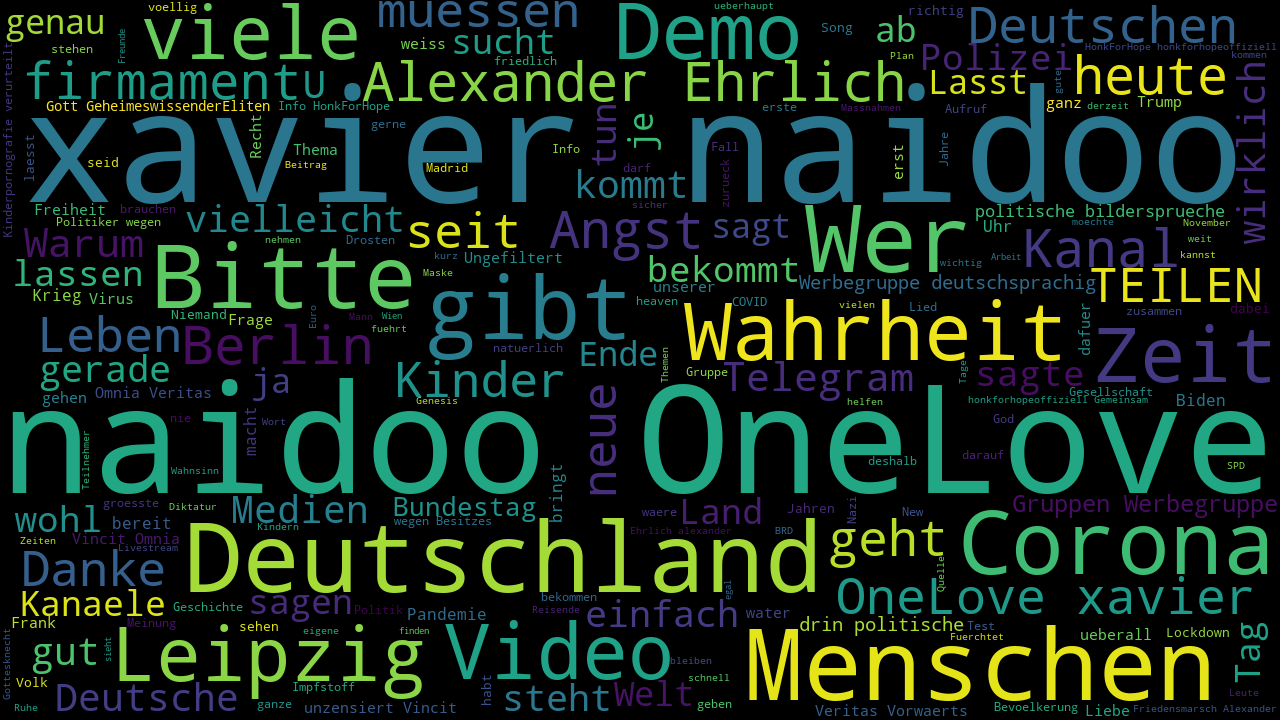 genau
voellig
viele
muessen
ueberhaupt
Demo
Song
richtig
ab
Deutschen
stehen
Freunde
weiss
sucht
friedlich
Plan
Polizei
HonkForHope honkforhopeoffiziell
kommen
firmamentu
Alexander Ehrlich
Lasst
gute
heute
Gott GeheimeswissenderEliten
Info HonkForHope
erste
Massnahmen
Aufruf
ganz
derzeit
Trump
Kinderpornografie verurteilt
laesst
xavier naidoo
gerne
Recht
tun
je
wirklich
seid
Thema
Beitrag
Madrid
Info
darf
Fall
zurueck
erst
Jahre
kommt
Freiheit
brauchen
Politiker wegen
vielleicht
seit
Angst
sicher
sagt
Wer
politische bildersprueche
Uhr
moechte
November
Warum
nehmen
Drosten
Kanal
weit
kannst
lassen
Bitte
kurz
Ungefiltert
Maske
bekommt
unserer
wichtig
Arbeit
Werbegruppe deutschsprachig
TEILEN
Krieg
Virus
Niemand
Frage
Euro
Mann
Wien
fuehrt
gibt
heaven
COVID
vielen
Lied
dafuer
zusammen
dabei
Leben
Berlin
natuerlich
Ende
Wahrheit
Zeit
gerade
ja
Kinder
Themen
Gruppe
Telegram
Tage
sagte
Gesellschaft
gehen
Omnia Veritas
Genesis
neue
helfen
honkforhopeoffiziell Gemeinsam
Biden
nie
macht
Wort
naidoo
OneLove
God
Teilnehmer
Wahnsinn
deshalb
darauf
SPD
bringt
groesste
Diktatur
Medien
Bundestag
wegen Besitzes
waere
Land
Jahren
Nazi
New
Gruppen Werbegruppe
wohl
bereit
Kindern
Ehrlich alexander
BRD
Zeiten
Vincit Omnia
Livestream
Deutschland
geht
Corona
Quelle
Danke
egal
Kanaele
Geschichte
sagen
Politik
Pandemie
bekommen
Reisende
einfach
water
OneLove xavier
Frank
Meinung
sehen
eigene
finden
drin politische
Test
Fuerchtet
ueberall
Lockdown
Tag
Gottesknecht
gut
sieht
Leipzig
Video
bleiben
Menschen
Volk
Impfstoff
schnell
Leute
Ruhe
Deutsche
ganze
unzensiert Vincit
habt
steht
Welt
geben
Veritas Vorwaerts
Bevoelkerung
Liebe
Friedensmarsch Alexander